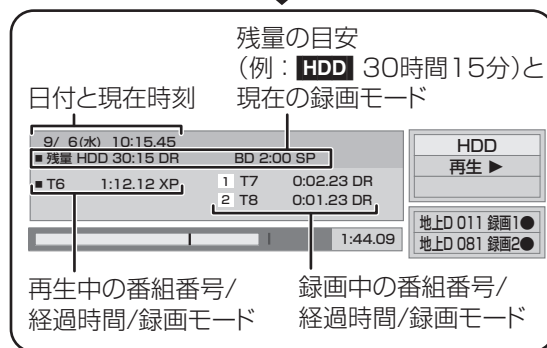 残量の目安
(例：HDD 30時間15分)と
現在の録画モード
日付と現在時刻
9/ 6(水) 10:15.45
■ 残量 HDD 30:15 DR BD 2:00 SP
■ T6 1:12.12 XP
1 T7 0:02.23 DR
2 T8 0:01.23 DR
1:44.09
HDD
再生 ▶
地上D 011 録画1●
地上D 081 録画2●
再生中の番組番号/
経過時間/録画モード
録画中の番組番号/
経過時間/録画モード